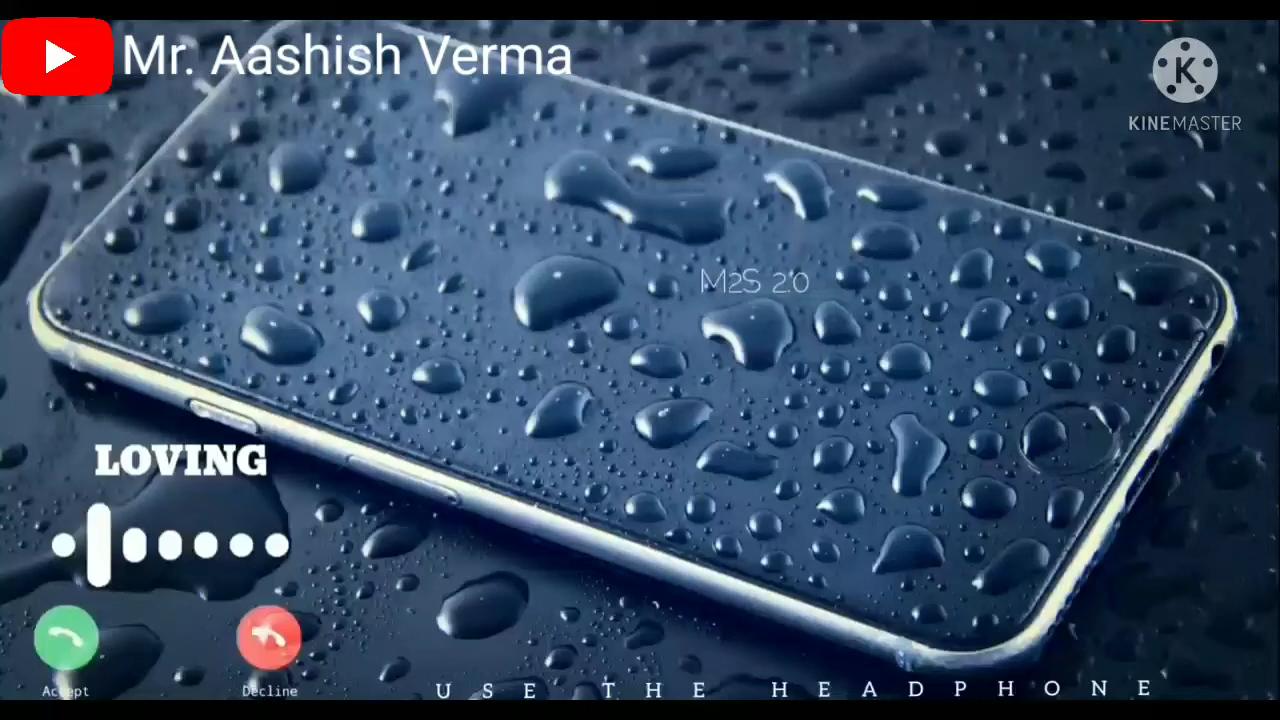 Mr. Aashish Verma
KINEMASTER
M2S 2.0
LOVING
Accept
Decline
USE THE HEADPHONE